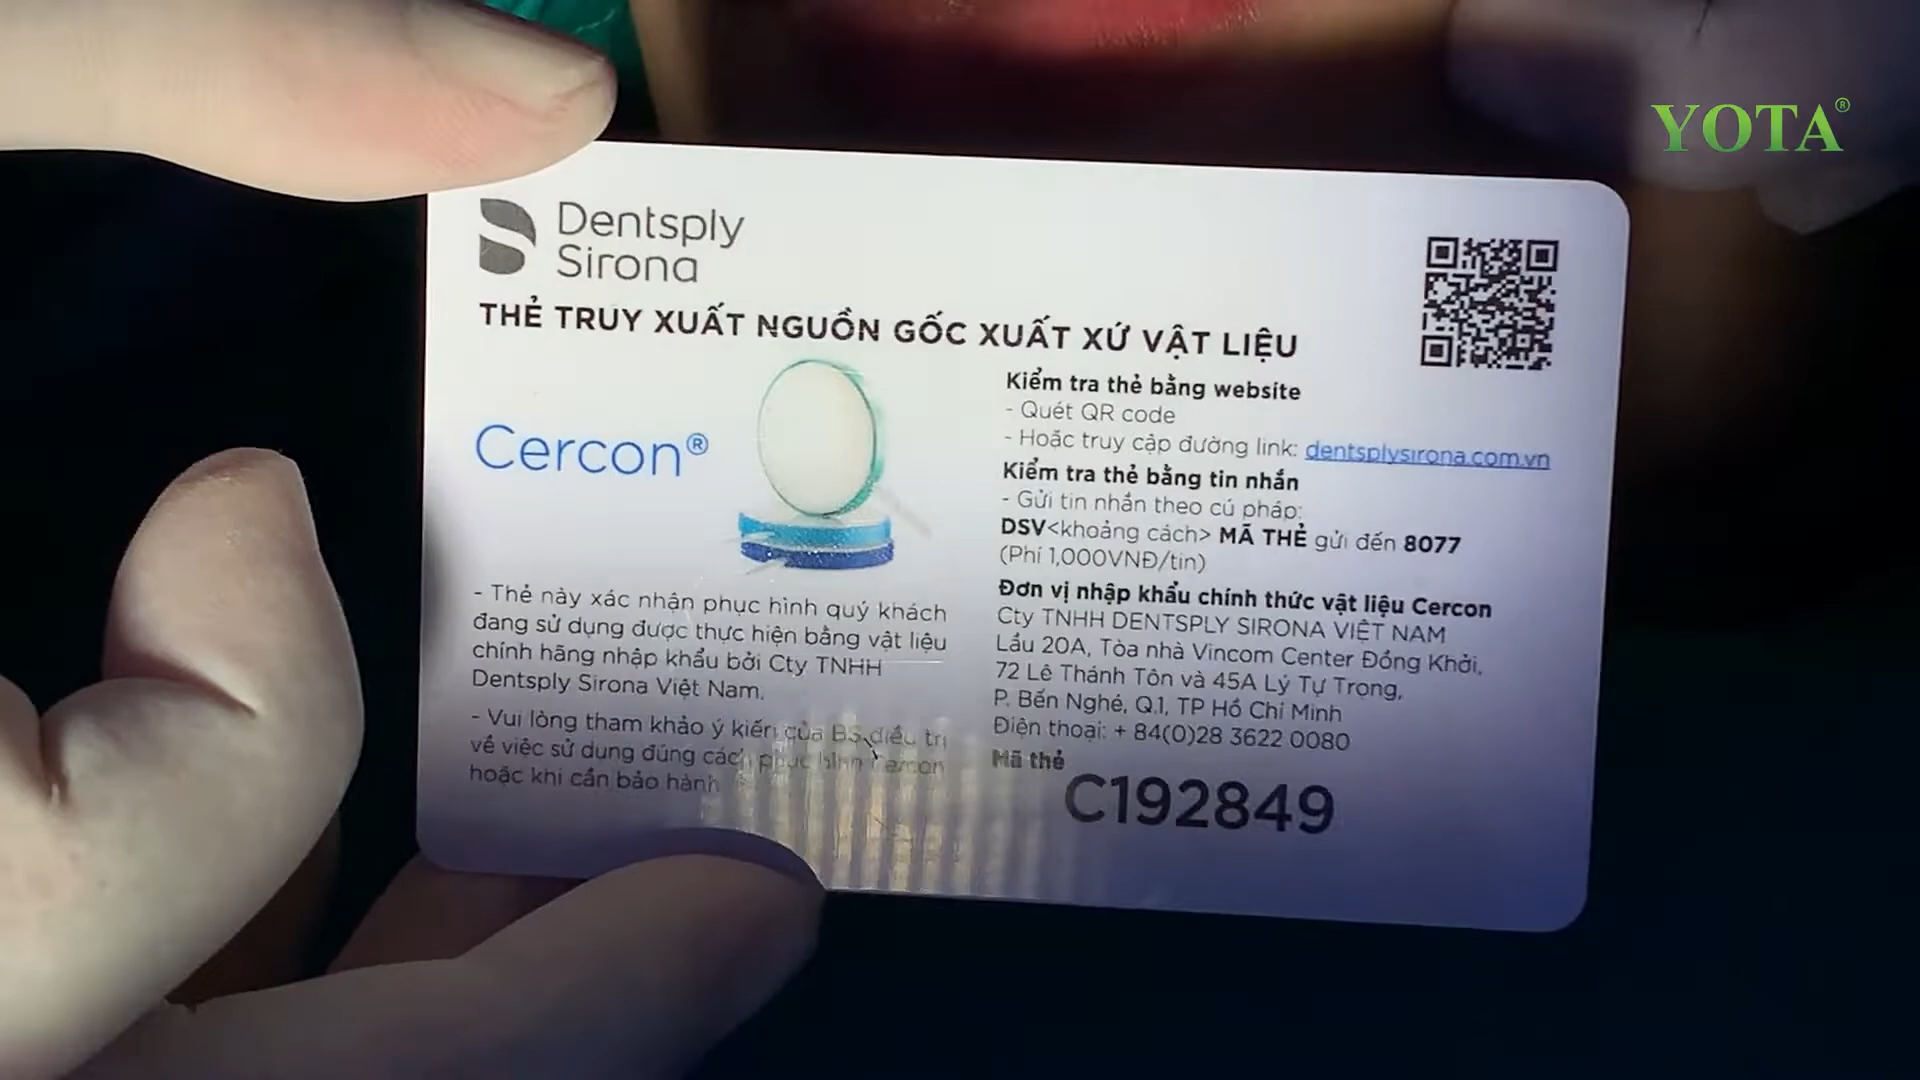 YOTA®
Dentsply
Sirona
THẺ TRUY XUẤT NGUỒN GỐC XUẤT XỨ VẬT LIỆU
Cercon®
- Thẻ này xác nhận phục hình quý khách
đang sử dụng được thực hiện bằng vật liệu
chính hãng nhập khẩu bởi Cty TNHH
Dentsply Sirona Việt Nam.
- Vui lòng tham khảo ý kiến của BS điều trị
về việc sử dụng đúng cách phục hình Cercon
hoặc khi cần bảo hành
Kiểm tra thẻ bằng website
- Quét QR code
- Hoặc truy cập đường link: dentsplysirona.com.vn
Kiểm tra thẻ bằng tin nhắn
- Gửi tin nhắn theo cú pháp:
DSV<khoảng cách> MÃ THẺ gửi đến 8077
(Phí 1,000VNĐ/tin)
Đơn vị nhập khẩu chính thức vật liệu Cercon
Cty TNHH DENTSPLY SIRONA VIỆT NAM
Lầu 20A, Tòa nhà Vincom Center Đồng Khởi,
72 Lê Thánh Tôn và 45A Lý Tự Trọng,
P. Bến Nghé, Q.1, TP Hồ Chí Minh
Điện thoại: + 84(0)28 3622 0080
Mã thẻ
C192849